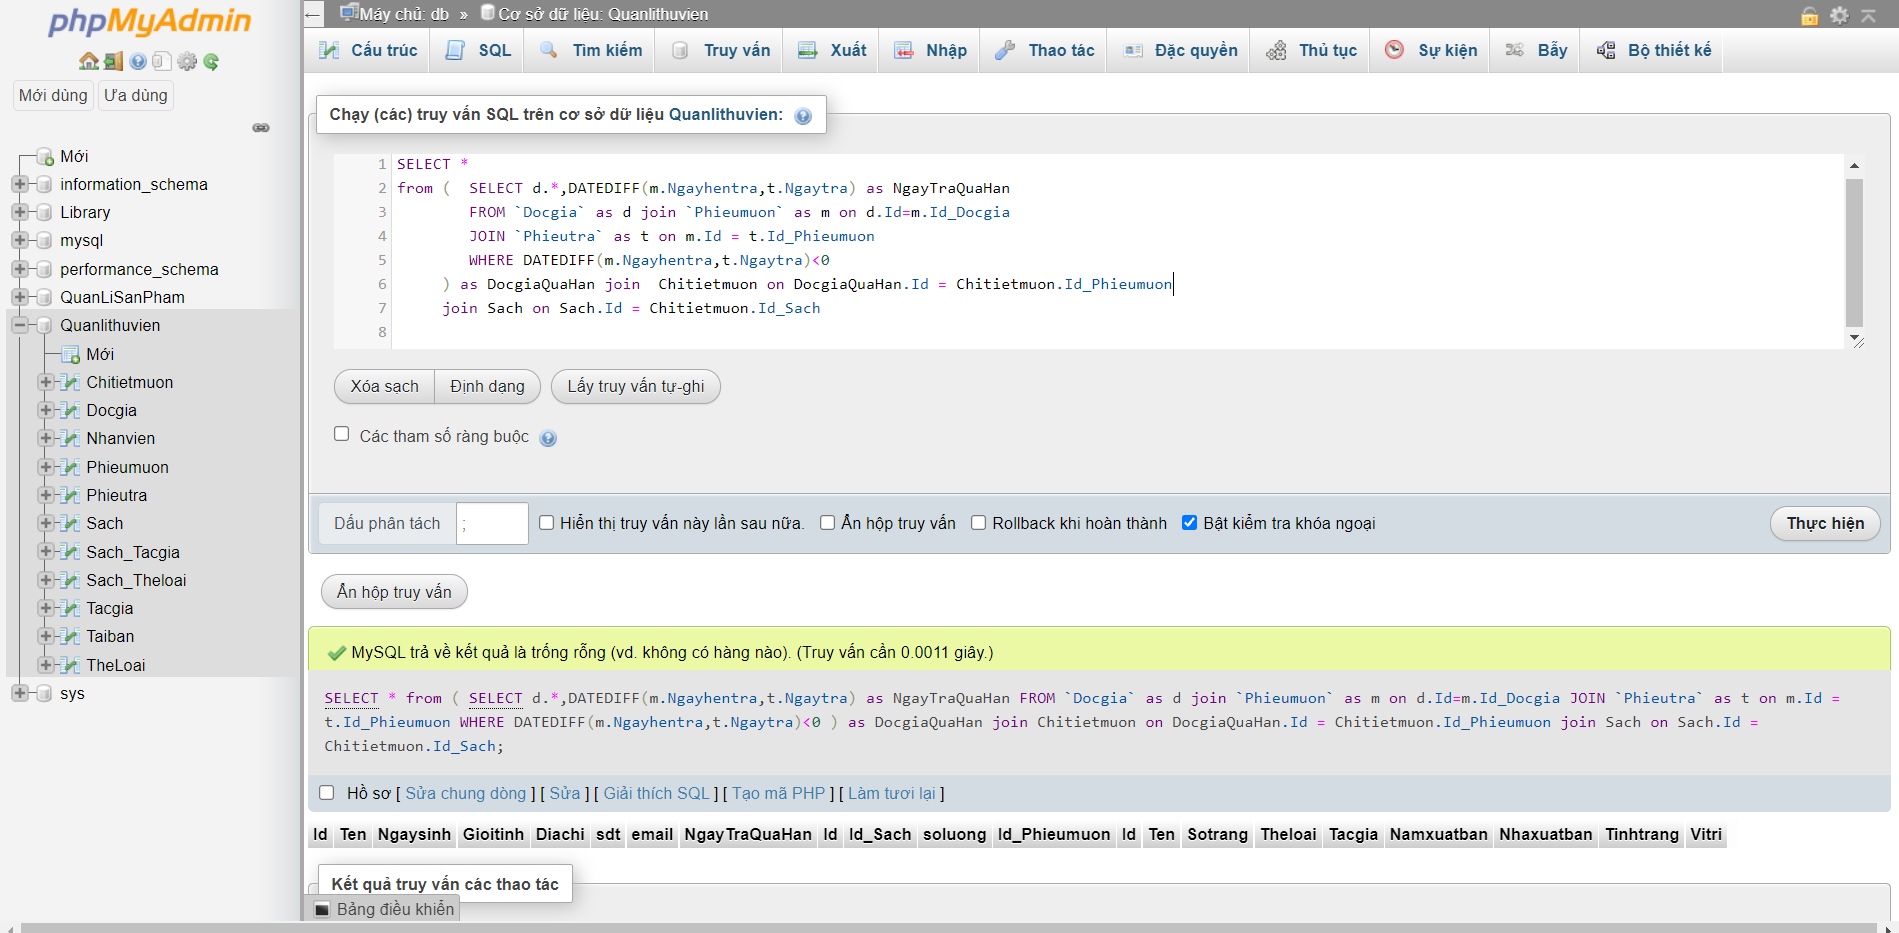 phpMyAdmin
Mới dùng Ưa dùng
Mới
information_schema
Library
mysql
performance_schema
QuanLiSanPham
Quanlithuvien
Mới
Chitietmuon
Docgia
Nhanvien
Phieumuon
Phieutra
Sach
Sach_Tacgia
Sach_Theloai
Tacgia
Taiban
TheLoai
sys
Máy chủ: db » Cơ sở dữ liệu: Quanlithuvien
Cấu trúc SQL Tìm kiếm Truy vấn Xuất Nhập Thao tác Đặc quyền Thủ tục Sự kiện Bẫy Bộ thiết kế
Chạy (các) truy vấn SQL trên cơ sở dữ liệu Quanlithuvien:
1 SELECT *
2 from (  SELECT d.*,DATEDIFF(m.Ngayhentra,t.Ngaytra) as NgayTraQuaHan
3 FROM `Docgia` as d join `Phieumuon` as m on d.Id=m.Id_Docgia
4 JOIN `Phieutra` as t on m.Id = t.Id_Phieumuon
5 WHERE DATEDIFF(m.Ngayhentra,t.Ngaytra)<0
6 ) as DocgiaQuaHan join  Chitietmuon on DocgiaQuaHan.Id = Chitietmuon.Id_Phieumuon
7 join Sach on Sach.Id = Chitietmuon.Id_Sach
8
Xóa sạch Định dạng Lấy truy vấn tự-ghi
Các tham số ràng buộc
Dấu phân tách ; Hiển thị truy vấn này lần sau nữa. Ẩn hộp truy vấn Rollback khi hoàn thành Bật kiểm tra khóa ngoại Thực hiện
Ẩn hộp truy vấn
MySQL trả về kết quả là trống rỗng (vd. không có hàng nào). (Truy vấn cần 0.0011 giây.)
SELECT * from ( SELECT d.*,DATEDIFF(m.Ngayhentra,t.Ngaytra) as NgayTraQuaHan FROM `Docgia` as d join `Phieumuon` as m on d.Id=m.Id_Docgia JOIN `Phieutra` as t on m.Id =
t.Id_Phieumuon WHERE DATEDIFF(m.Ngayhentra,t.Ngaytra)<0 ) as DocgiaQuaHan join Chitietmuon on DocgiaQuaHan.Id = Chitietmuon.Id_Phieumuon join Sach on Sach.Id =
Chitietmuon.Id_Sach;
Hồ sơ [ Sửa chung dòng ] [ Sửa ] [ Giải thích SQL ] [ Tạo mã PHP ] [ Làm tươi lại ]
Id Ten Ngaysinh Gioitinh Diachi sdt email NgayTraQuaHan Id Id_Sach soluong Id_Phieumuon Id Ten Sotrang Theloai Tacgia Namxuatban Nhaxuatban Tinhtrang Vitri
Kết quả truy vấn các thao tác
Bảng điều khiển